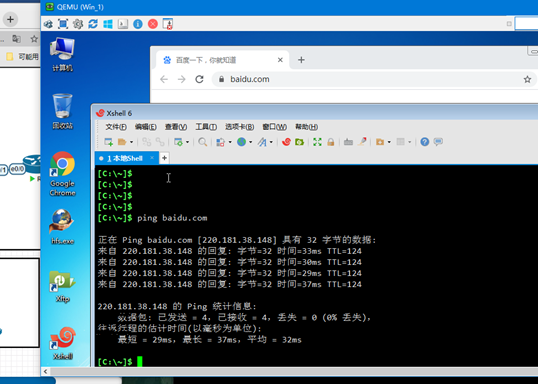 QEMU (Win_1)
可能用
e0/0
计算机
回收站
Google
Chrome
hfs.exe
Xftp
Xshell
百度一下，你就知道
baidu.com
Xshell 6
文件(F) 编辑(E) 查看(V) 工具(T) 选项卡(B) 窗口(W) 帮助(H)
1 本地Shell
[C:\~]$
[C:\~]$
[C:\~]$
[C:\~]$
[C:\~]$ ping baidu.com
正在 Ping baidu.com [220.181.38.148] 具有 32 字节的数据:
来自 220.181.38.148 的回复: 字节=32 时间=33ms TTL=124
来自 220.181.38.148 的回复: 字节=32 时间=30ms TTL=124
来自 220.181.38.148 的回复: 字节=32 时间=29ms TTL=124
来自 220.181.38.148 的回复: 字节=32 时间=37ms TTL=124
220.181.38.148 的 Ping 统计信息:
数据包: 已发送 = 4，已接收 = 4，丢失 = 0 (0% 丢失)，
往返行程的估计时间(以毫秒为单位):
最短 = 29ms，最长 = 37ms，平均 = 32ms
[C:\~]$